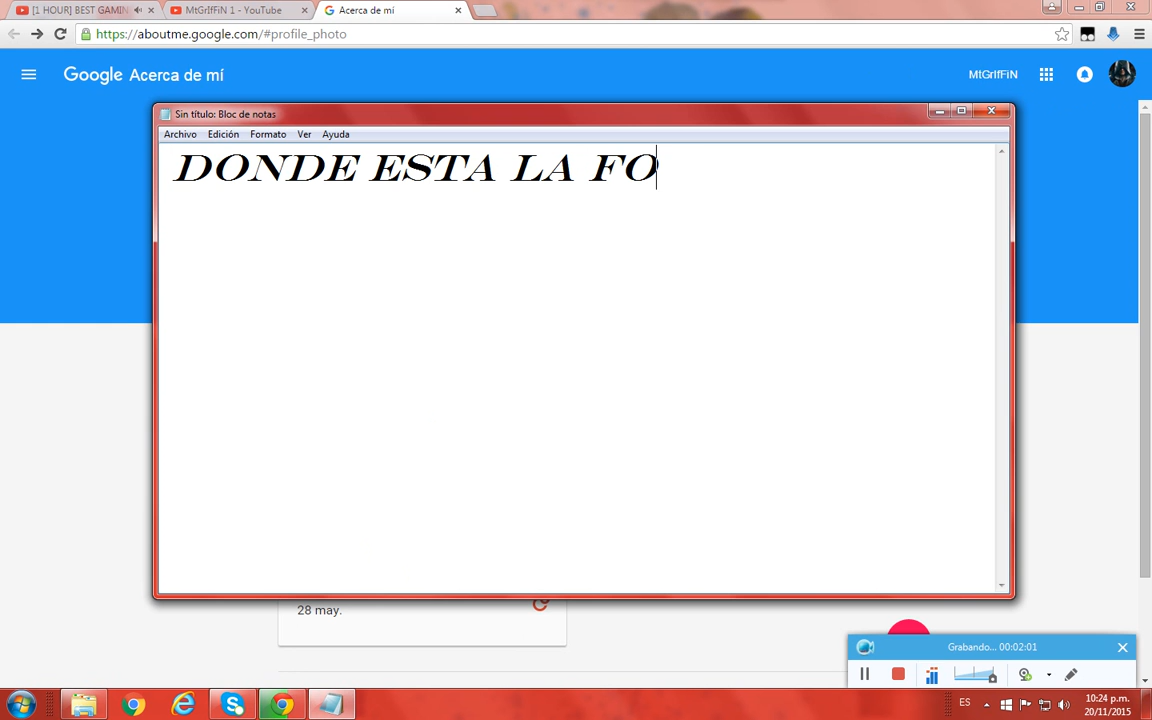 [1 HOUR] BEST GAMIN
MtGrIfFiN 1 - YouTube
Acerca de mí
https://aboutme.google.com/#profile_photo
Google Acerca de mí
MtGrIfFiN
Sin título: Bloc de notas
Archivo Edición Formato Ver Ayuda
DONDE ESTA LA FO
28 may.
Grabando... 00:02:01
ES
10:24 p.m.
20/11/2015